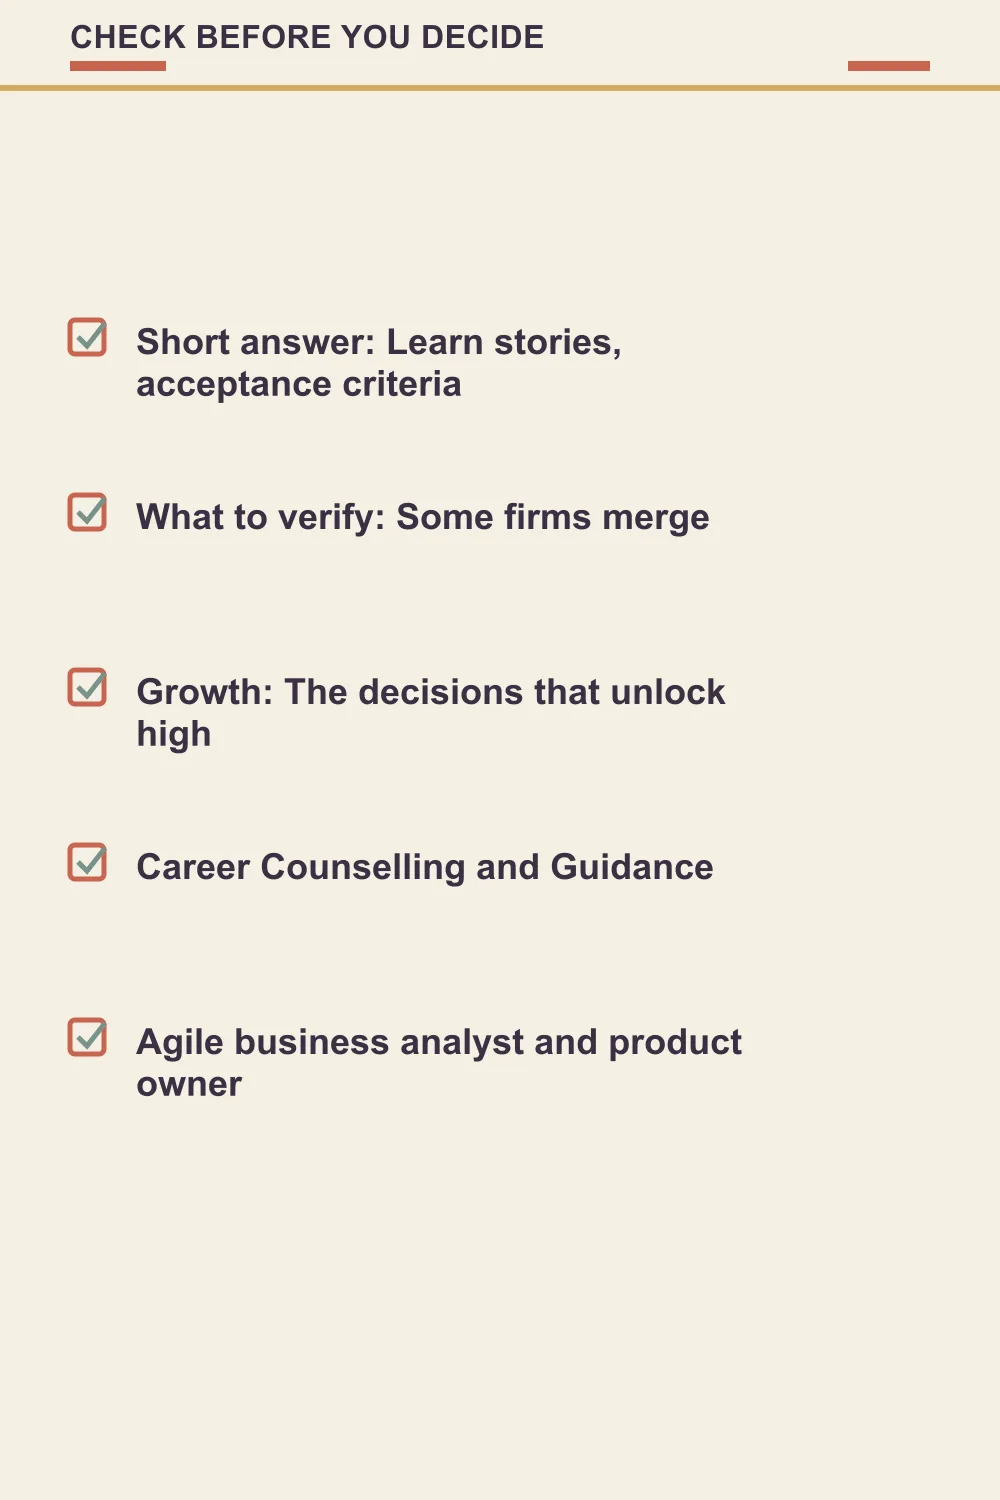 CHECK BEFORE YOU DECIDE
Short answer: Learn stories,
acceptance criteria
What to verify: Some firms merge
Growth: The decisions that unlock
high
Career Counselling and Guidance
Agile business analyst and product
owner